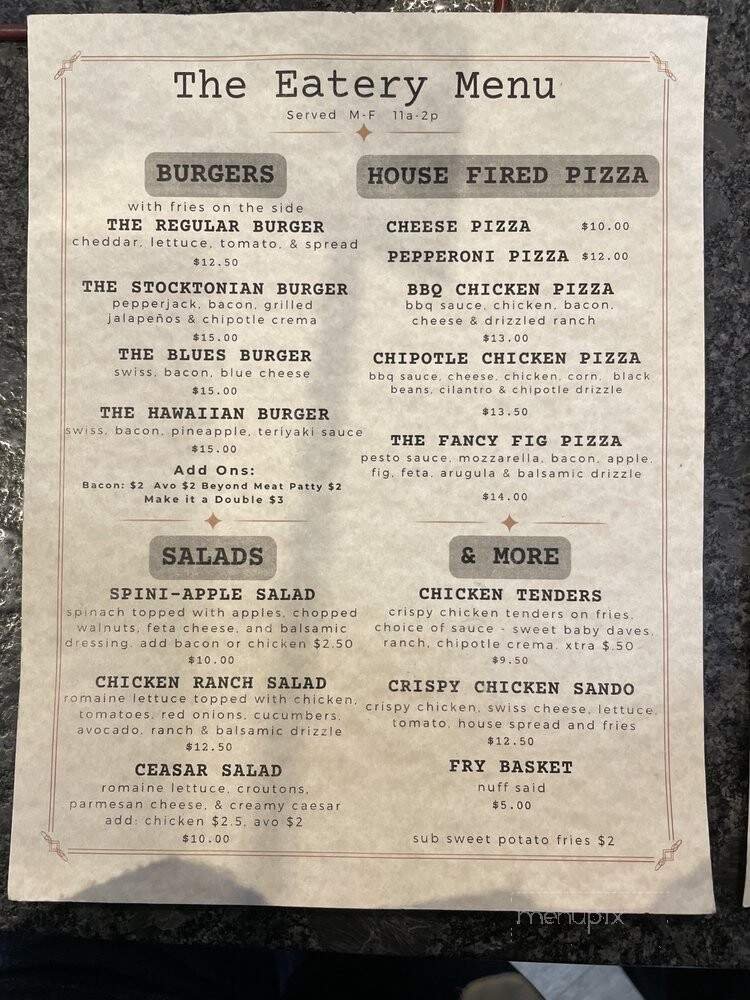 The Eatery Menu
Served M-F 11a-2p
BURGERS
with fries on the side
THE REGULAR BURGER
cheddar, lettuce, tomato, & spread
$12.50
THE STOCKTONIAN BURGER
pepperjack, bacon, grilled
jalapeños & chipotle crema
$15.00
THE BLUES BURGER
swiss, bacon, blue cheese
$15.00
THE HAWAIIAN BURGER
swiss, bacon, pineapple, teriyaki sauce
$15.00
Add Ons:
Bacon: $2 Avo $2 Beyond Meat Patty $2
Make it a Double $3
HOUSE FIRED PIZZA
CHEESE PIZZA $10.00
PEPPERONI PIZZA $12.00
BBQ CHICKEN PIZZA
bbq sauce, chicken, bacon,
cheese & drizzled ranch
$13.00
CHIPOTLE CHICKEN PIZZA
bbq sauce, cheese, chicken, corn, black
beans, cilantro & chipotle drizzle
$13.50
THE FANCY FIG PIZZA
pesto sauce, mozzarella, bacon, apple,
fig, feta, arugula & balsamic drizzle
$14.00
SALADS
SPINI-APPLE SALAD
spinach topped with apples, chopped
walnuts, feta cheese, and balsamic
dressing. add bacon or chicken $2.50
$10.00
CHICKEN RANCH SALAD
romaine lettuce topped with chicken,
tomatoes, red onions, cucumbers,
avocado, ranch & balsamic drizzle
$12.50
CEASAR SALAD
romaine lettuce, croutons,
parmesan cheese, & creamy caesar
add: chicken $2.5, avo $2
$10.00
& MORE
CHICKEN TENDERS
crispy chicken tenders on fries,
choice of sauce - sweet baby daves,
ranch, chipotle crema. xtra $.50
$9.50
CRISPY CHICKEN SANDO
crispy chicken, swiss cheese, lettuce,
tomato, house spread and fries
$12.50
FRY BASKET
nuff said
$5.00
sub sweet potato fries $2
menupix